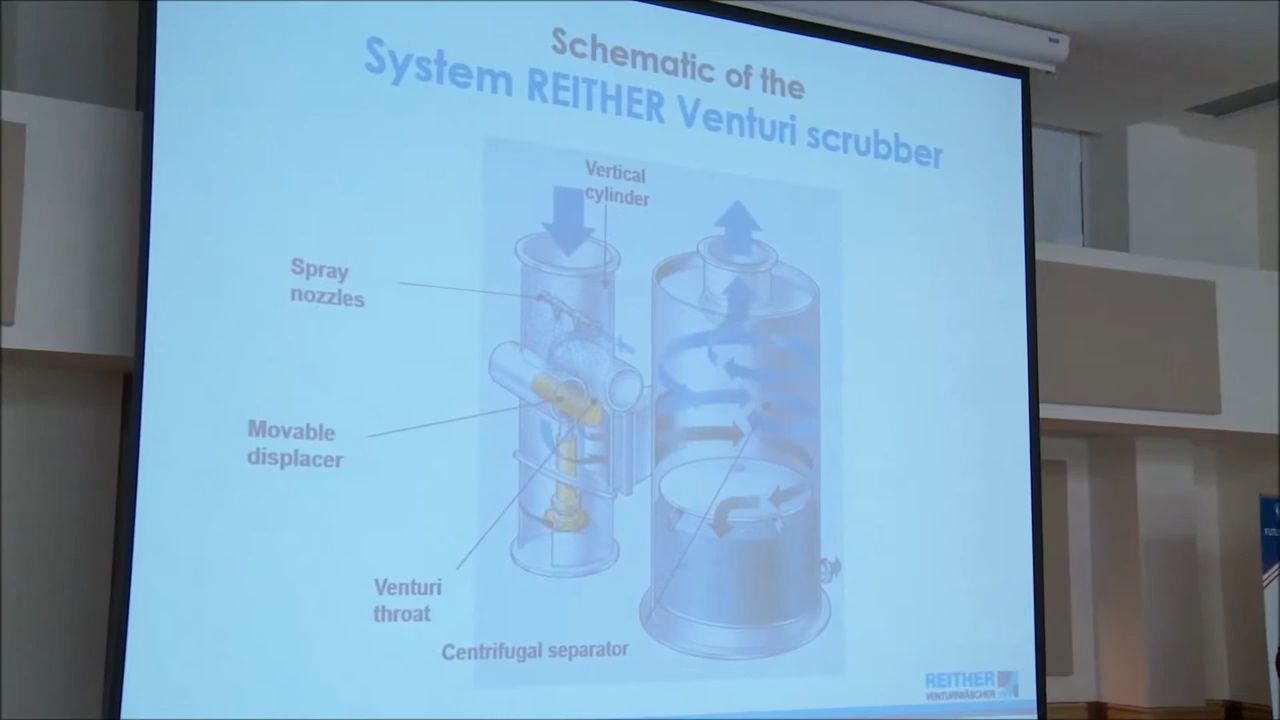 Schematic of the
System REITHER Venturi scrubber
Vertical
cylinder
Spray
nozzles
Movable
displacer
Venturi
throat
Centrifugal separator
REITHER
VENTURIWÄSCHER